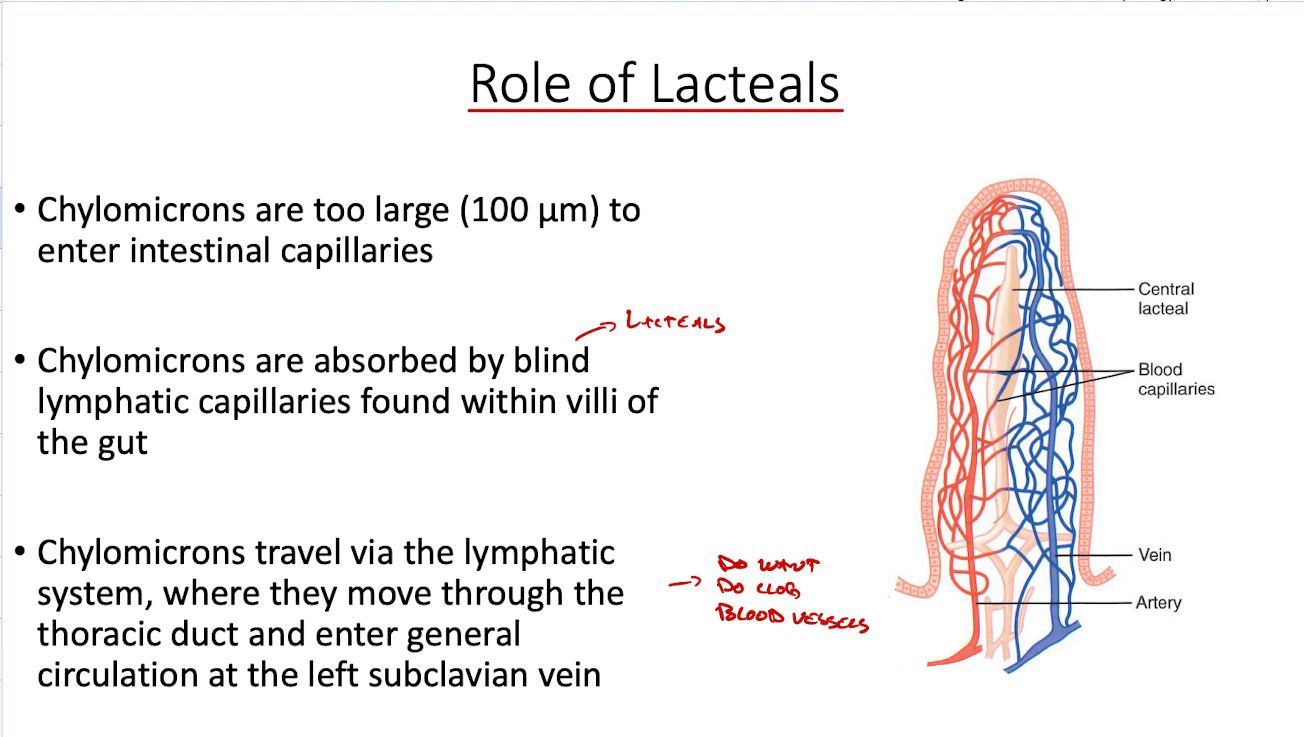 Role of Lacteals
• Chylomicrons are too large (100 µm) to
enter intestinal capillaries
LACTEALS
• Chylomicrons are absorbed by blind
lymphatic capillaries found within villi of
the gut
• Chylomicrons travel via the lymphatic
system, where they move through the
thoracic duct and enter general
circulation at the left subclavian vein
DO WANT
DO CLOG
BLOOD VESSELS
Central
lacteal
Blood
capillaries
Vein
Artery